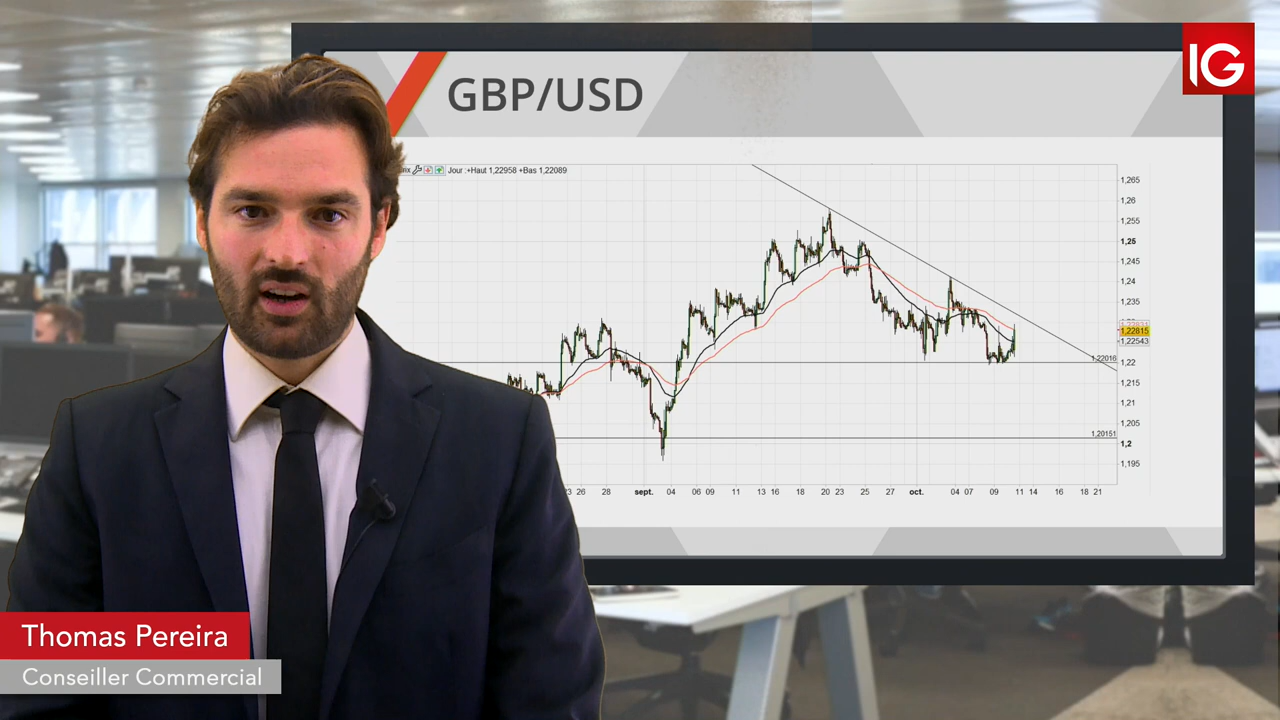 IG
GBP/USD
Jour :+Haut 1,22958 +Bas 1,22089
1,265
1,26
1,255
1,25
1,245
1,24
1,235
1,22815
1,22543
1,22016
1,22
1,215
1,21
1,205
1,20151
1,2
1,195
23 26 28 sept. 04 06 09 11 13 16 18 20 23 25 27 oct. 04 07 09 11 14 16 18 21
Thomas Pereira
Conseiller Commercial